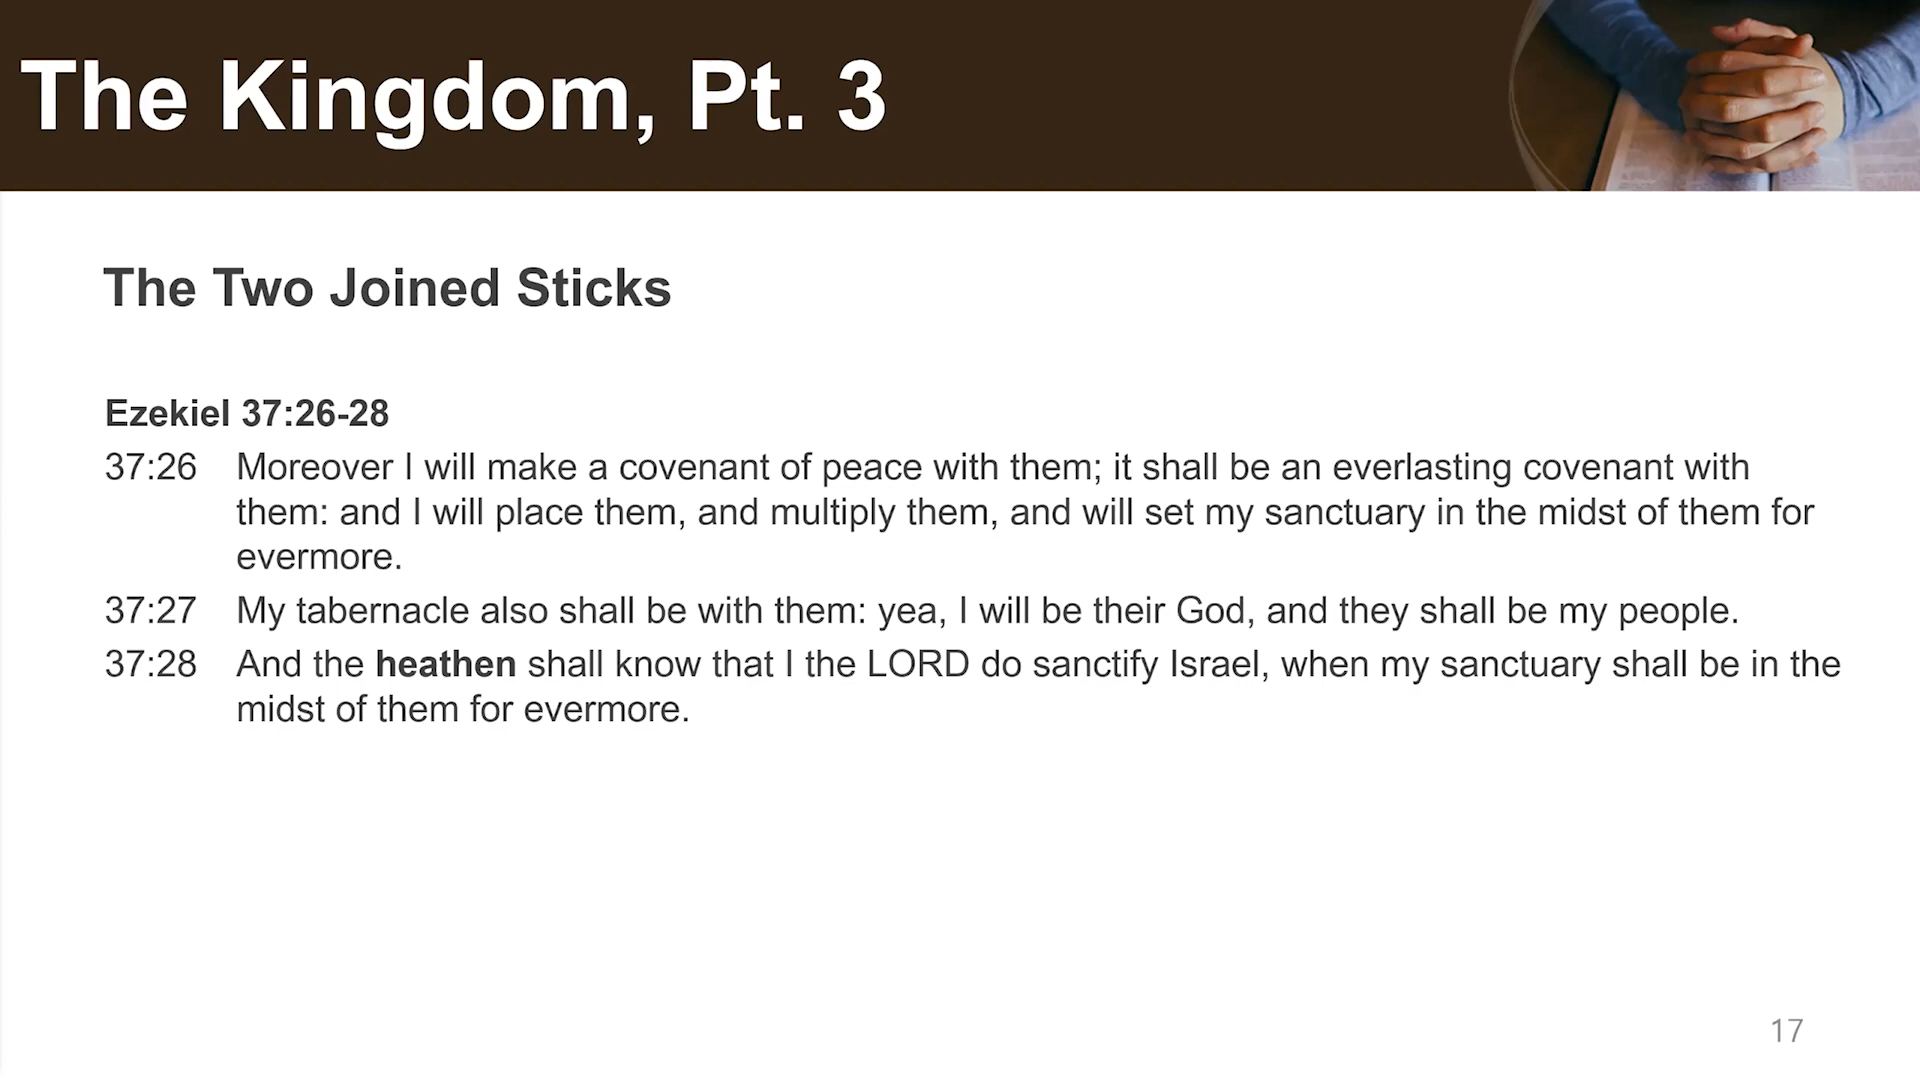 The Kingdom, Pt. 3
The Two Joined Sticks
Ezekiel 37:26-28
37:26 Moreover I will make a covenant of peace with them; it shall be an everlasting covenant with
them: and I will place them, and multiply them, and will set my sanctuary in the midst of them for
evermore.
37:27 My tabernacle also shall be with them: yea, I will be their God, and they shall be my people.
37:28 And the heathen shall know that I the LORD do sanctify Israel, when my sanctuary shall be in the
midst of them for evermore.
17